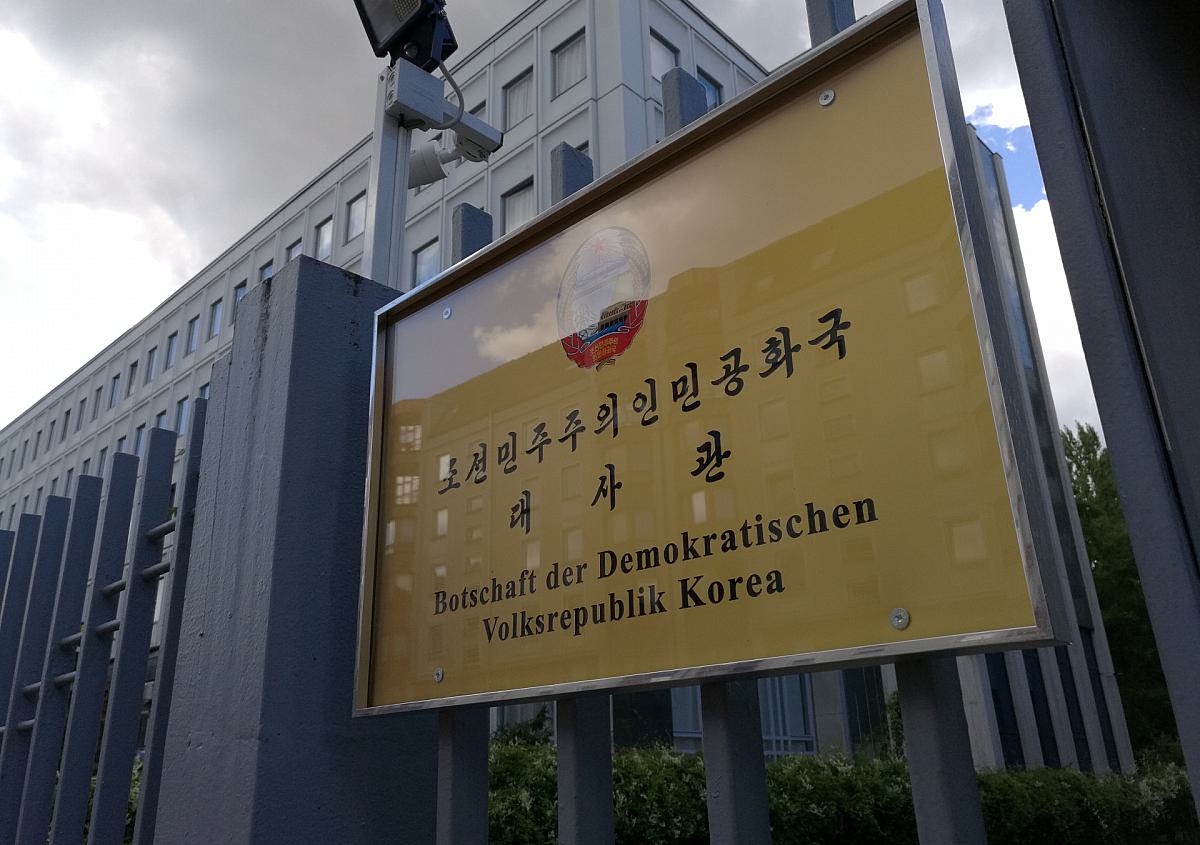 조선민주주의인민공화국
대 사 관
Botschaft der Demokratischen
Volksrepublik Korea